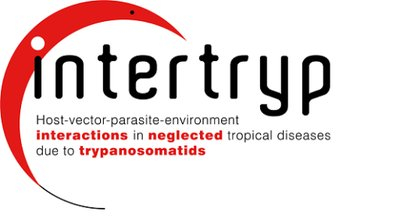 intertryp
Host-vector-parasite-environment
interactions in neglected tropical diseases
due to trypanosomatids